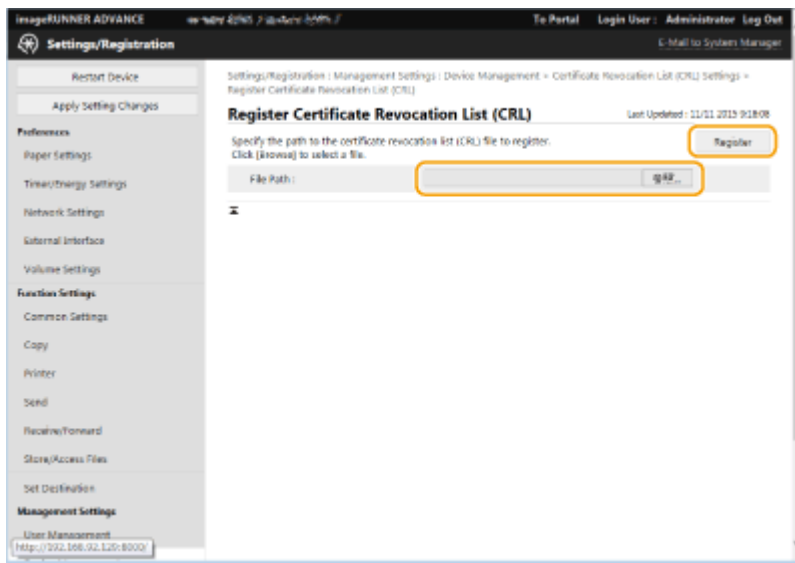 imageRUNNER ADVANCE To Portal Login User : Administrator Log Out
Settings/Registration E-Mail to System Manager
Restart Device
Apply Setting Changes
Preferences
Paper Settings
Timer/Energy Settings
Network Settings
External Interface
Volume Settings
Function Settings
Common Settings
Copy
Printer
Send
Receive/Forward
Store/Access Files
Set Destination
Management Settings
User Management
http://192.168.92.129:8000/
Settings/Registration : Management Settings : Device Management > Certificate Revocation List (CRL) Settings >
Register Certificate Revocation List (CRL)
Register Certificate Revocation List (CRL) Last Updated : 11/11 2015 9:18:08
Specify the path to the certificate revocation list (CRL) file to register.
Click [Browse] to select a file.
Register
File Path :